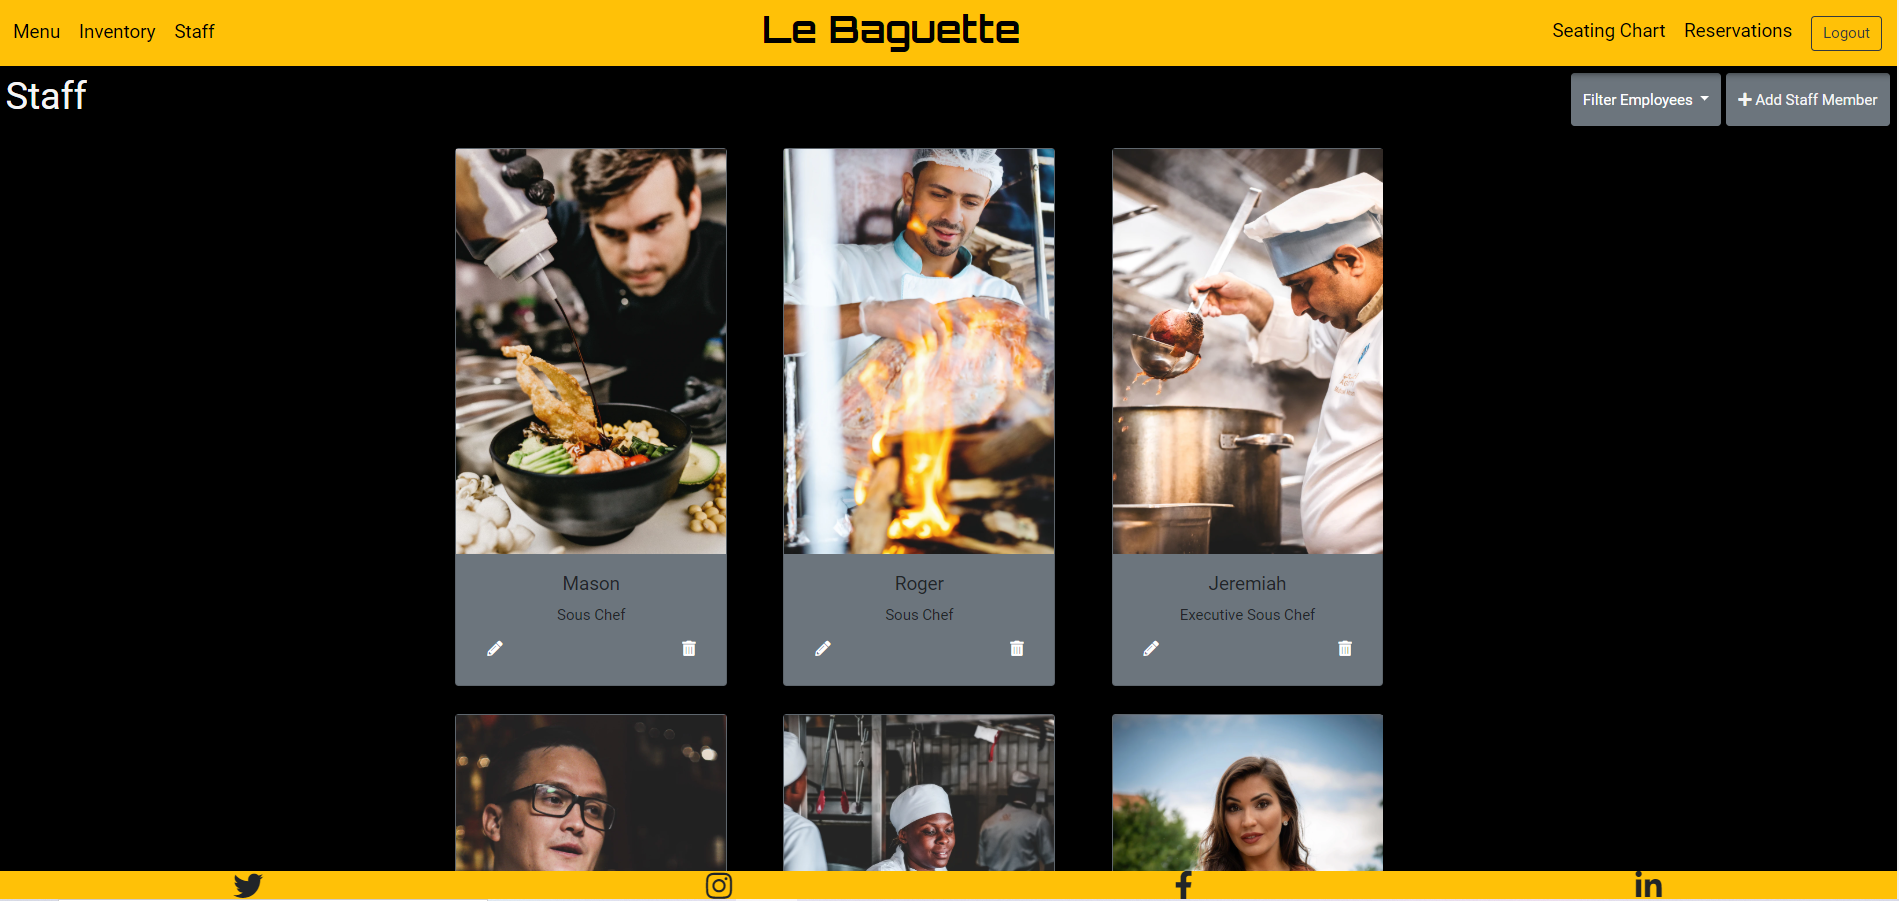 Menu Inventory Staff
Le Baguette
Seating Chart Reservations Logout
Staff
Filter Employees
Add Staff Member
Mason
Sous Chef
Roger
Sous Chef
Jeremiah
Executive Sous Chef